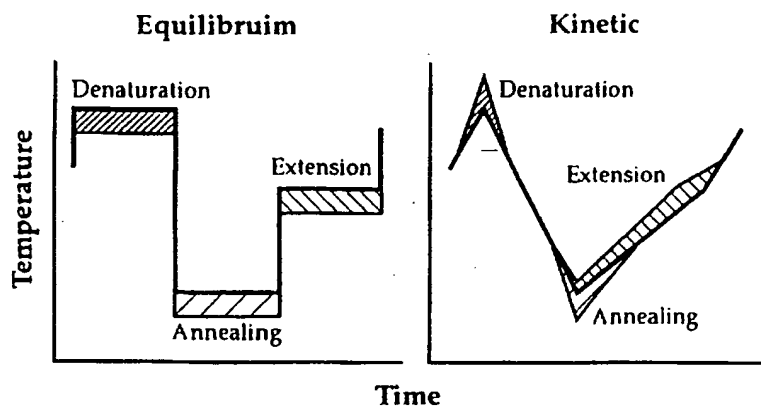 Equilibruim
Kinetic
Denaturation
Extension
Annealing
Denaturation
Extension
Annealing
Temperature
Time